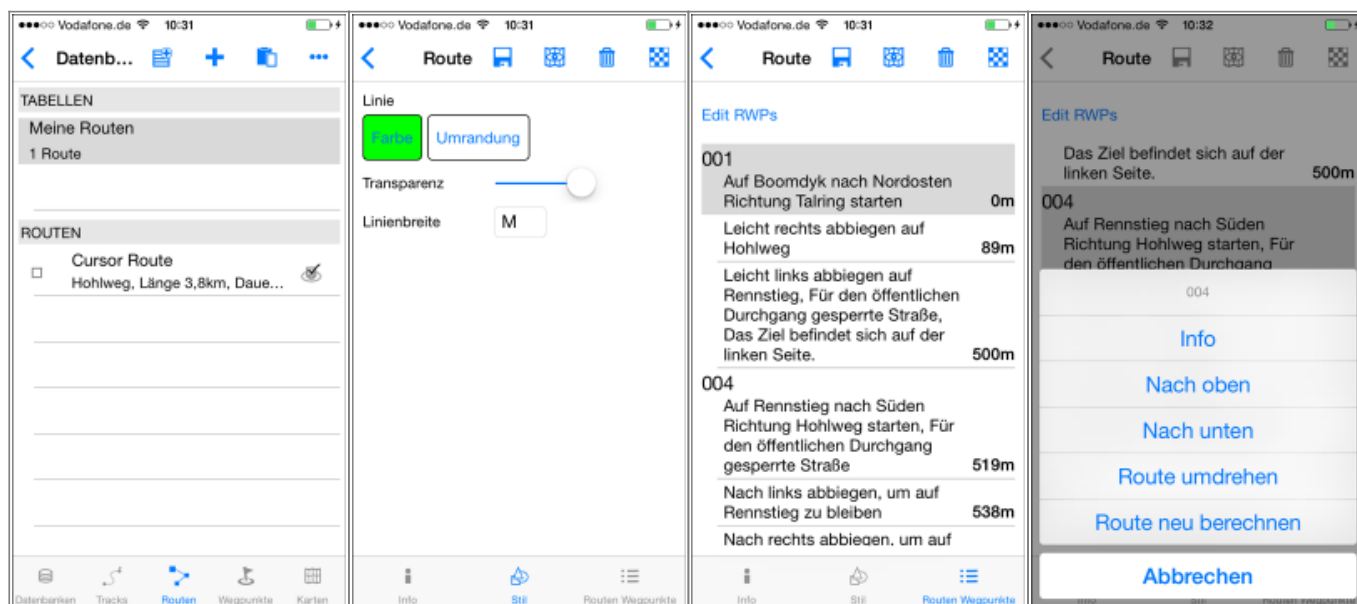 Vodafone.de 10:31
Datenb...
TABELLEN
Meine Routen
1 Route
ROUTEN
Cursor Route
Hohlweg, Länge 3,8km, Daue...
Datenbanken Tracks Routen Wegpunkte Karten
Vodafone.de 10:31
Route
Linie
Farbe Umrandung
Transparenz
Linienbreite M
Info Stil Routen Wegpunkte
Vodafone.de 10:31
Route
Edit RWPs
001
Auf Boomdyk nach Nordosten
Richtung Talring starten 0m
Leicht rechts abbiegen auf
Hohlweg 89m
Leicht links abbiegen auf
Rennstieg, Für den öffentlichen
Durchgang gesperrte Straße,
Das Ziel befindet sich auf der
linken Seite. 500m
004
Auf Rennstieg nach Süden
Richtung Hohlweg starten, Für
den öffentlichen Durchgang
gesperrte Straße 519m
Nach links abbiegen, um auf
Rennstieg zu bleiben 538m
Nach rechts abbiegen, um auf
Info Stil Routen Wegpunkte
Vodafone.de 10:32
Route
Edit RWPs
Das Ziel befindet sich auf der
linken Seite. 500m
004
Auf Rennstieg nach Süden
Richtung Hohlweg starten, Für
den öffentlichen Durchgang
004
Info
Nach oben
Nach unten
Route umdrehen
Route neu berechnen
Abbrechen
Info Stil Routen Wegpunkte